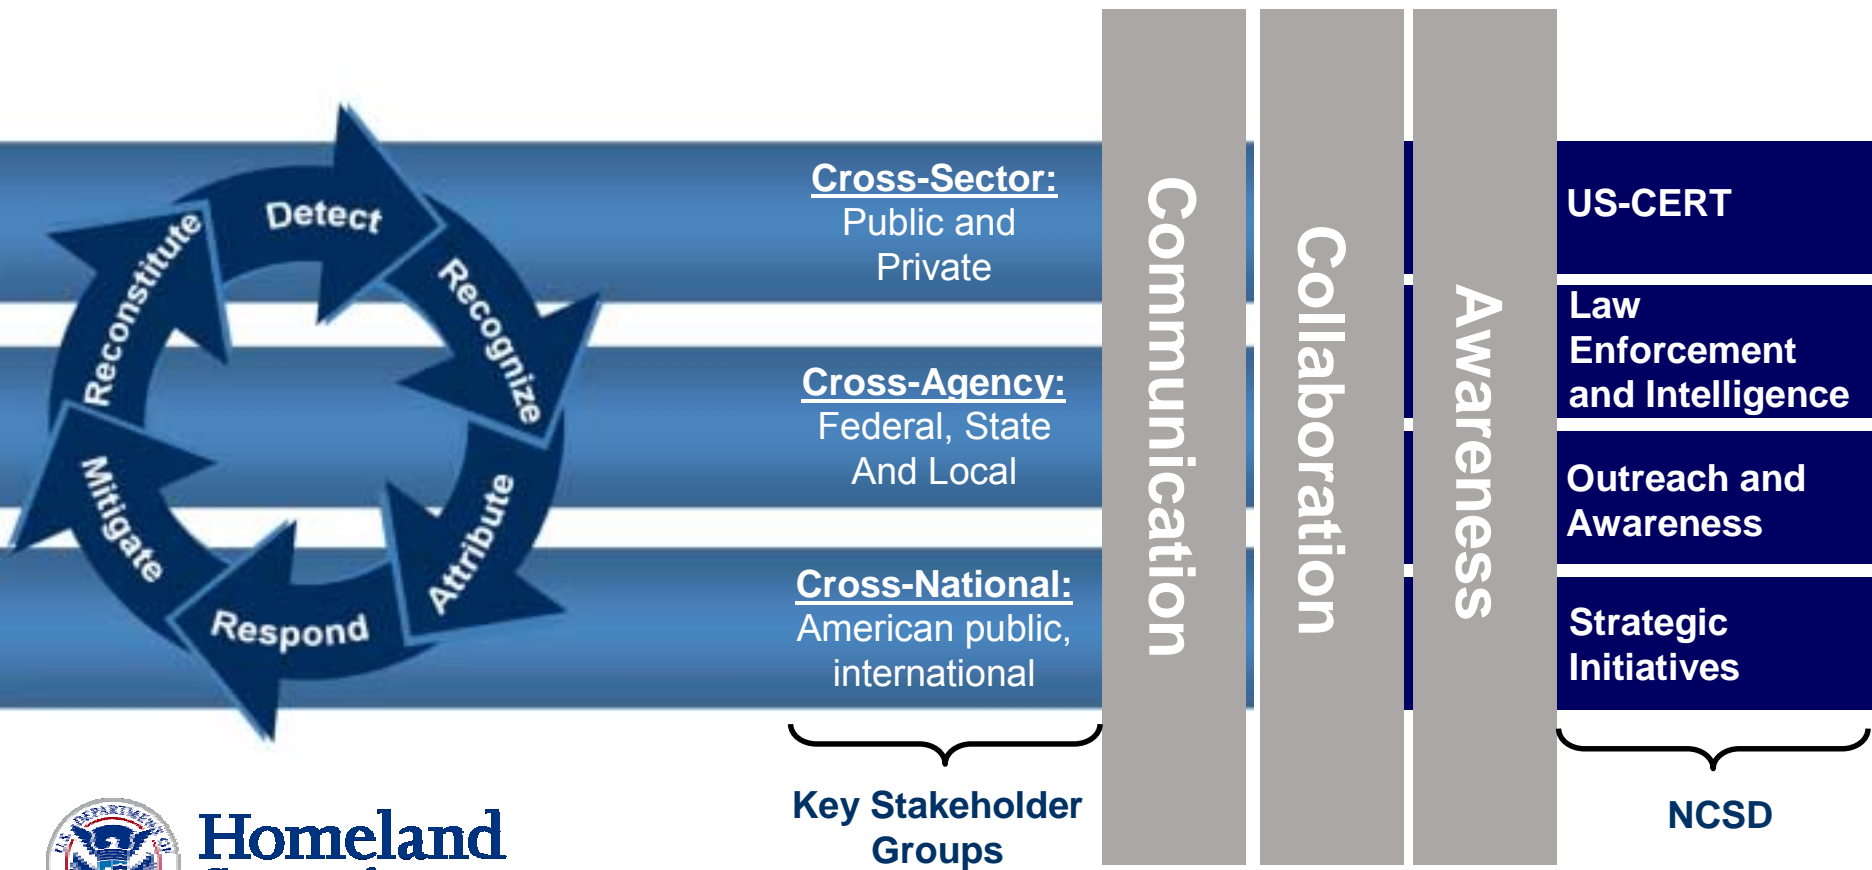 Detect
Recognize
Attribute
Respond
Mitigate
Reconstitute
Cross-Sector:
Public and
Private
Cross-Agency:
Federal, State
And Local
Cross-National:
American public,
international
Key Stakeholder
Groups
Communication
Collaboration
Awareness
US-CERT
Law
Enforcement
and Intelligence
Outreach and
Awareness
Strategic
Initiatives
NCSD
U.S. DEPARTMENT OF
Homeland